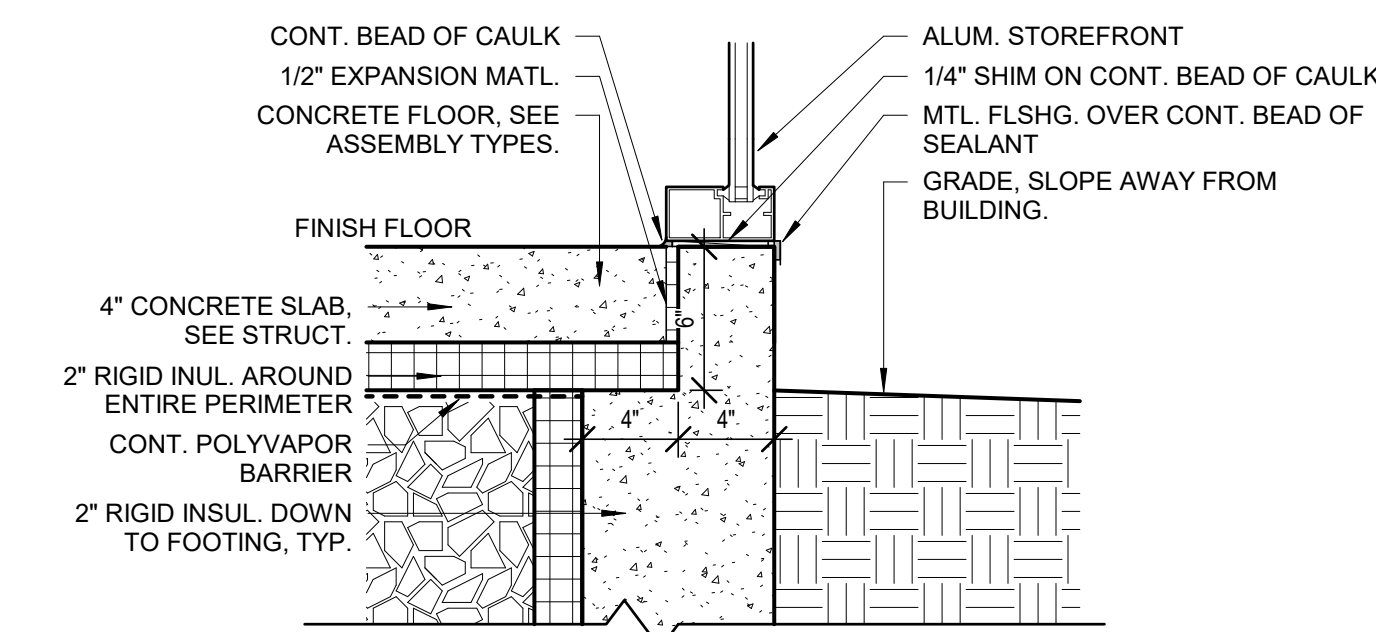 CONT. BEAD OF CAULK
1/2" EXPANSION MATL.
CONCRETE FLOOR, SEE
ASSEMBLY TYPES.
FINISH FLOOR
4" CONCRETE SLAB,
SEE STRUCT.
2" RIGID INUL. AROUND
ENTIRE PERIMETER
CONT. POLYVAPOR
BARRIER
2" RIGID INSUL. DOWN
TO FOOTING, TYP.
ALUM. STOREFRONT
1/4" SHIM ON CONT. BEAD OF CAULK
MTL. FLSHG. OVER CONT. BEAD OF
SEALANT
GRADE, SLOPE AWAY FROM
BUILDING.
6"
4"
4"